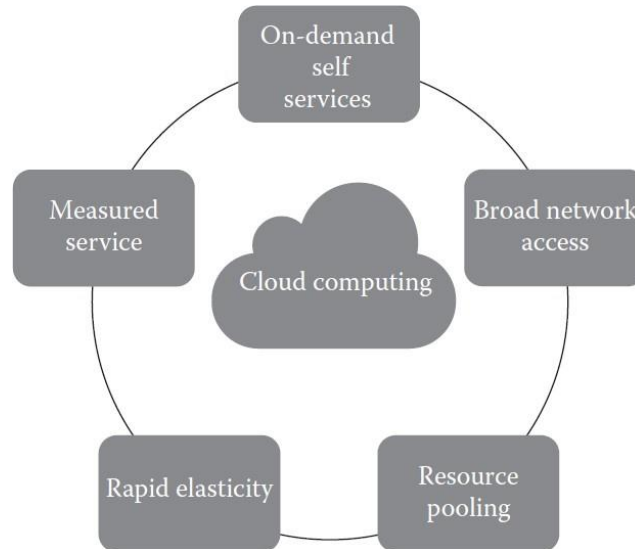 On-demand
self
services
Measured
service
Broad network
access
Cloud computing
Rapid elasticity
Resource
pooling